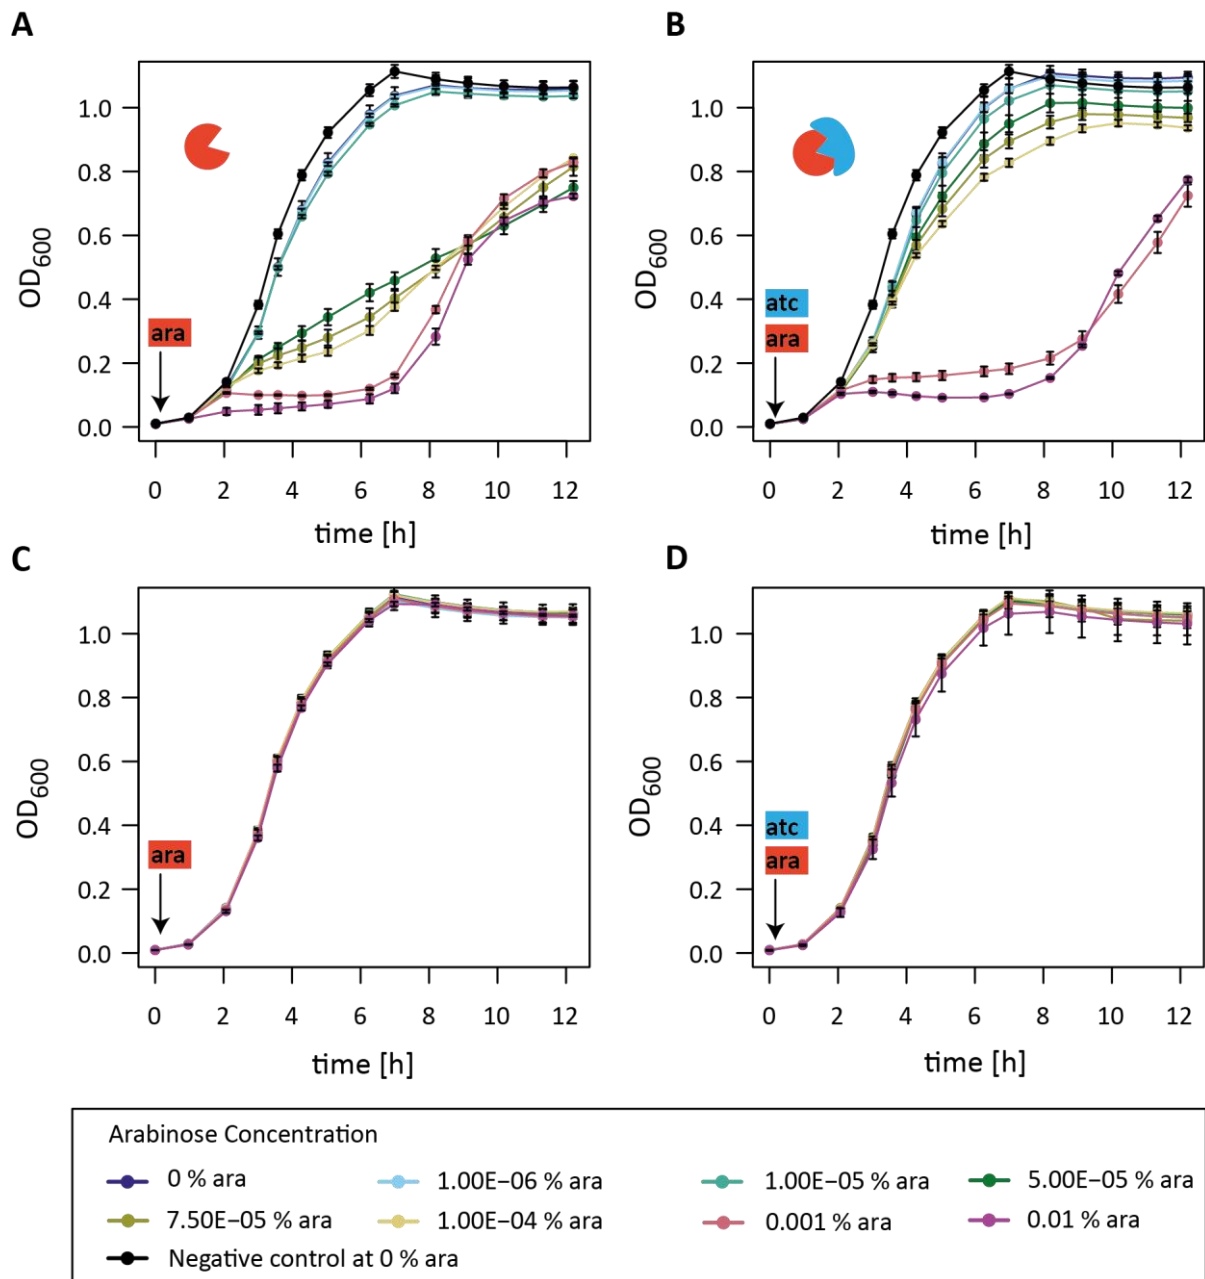 A
B
OD600
1.0
0.8
0.6
0.4
0.2
0.0
ara
0 2 4 6 8 10 12
time [h]
OD600
1.0
0.8
0.6
0.4
0.2
0.0
atc
ara
0 2 4 6 8 10 12
time [h]
C
D
OD600
1.0
0.8
0.6
0.4
0.2
0.0
ara
0 2 4 6 8 10 12
time [h]
OD600
1.0
0.8
0.6
0.4
0.2
0.0
atc
ara
0 2 4 6 8 10 12
time [h]
Arabinose Concentration
0 % ara 1.00E−06 % ara 1.00E−05 % ara 5.00E−05 % ara
7.50E−05 % ara 1.00E−04 % ara 0.001 % ara 0.01 % ara
Negative control at 0 % ara